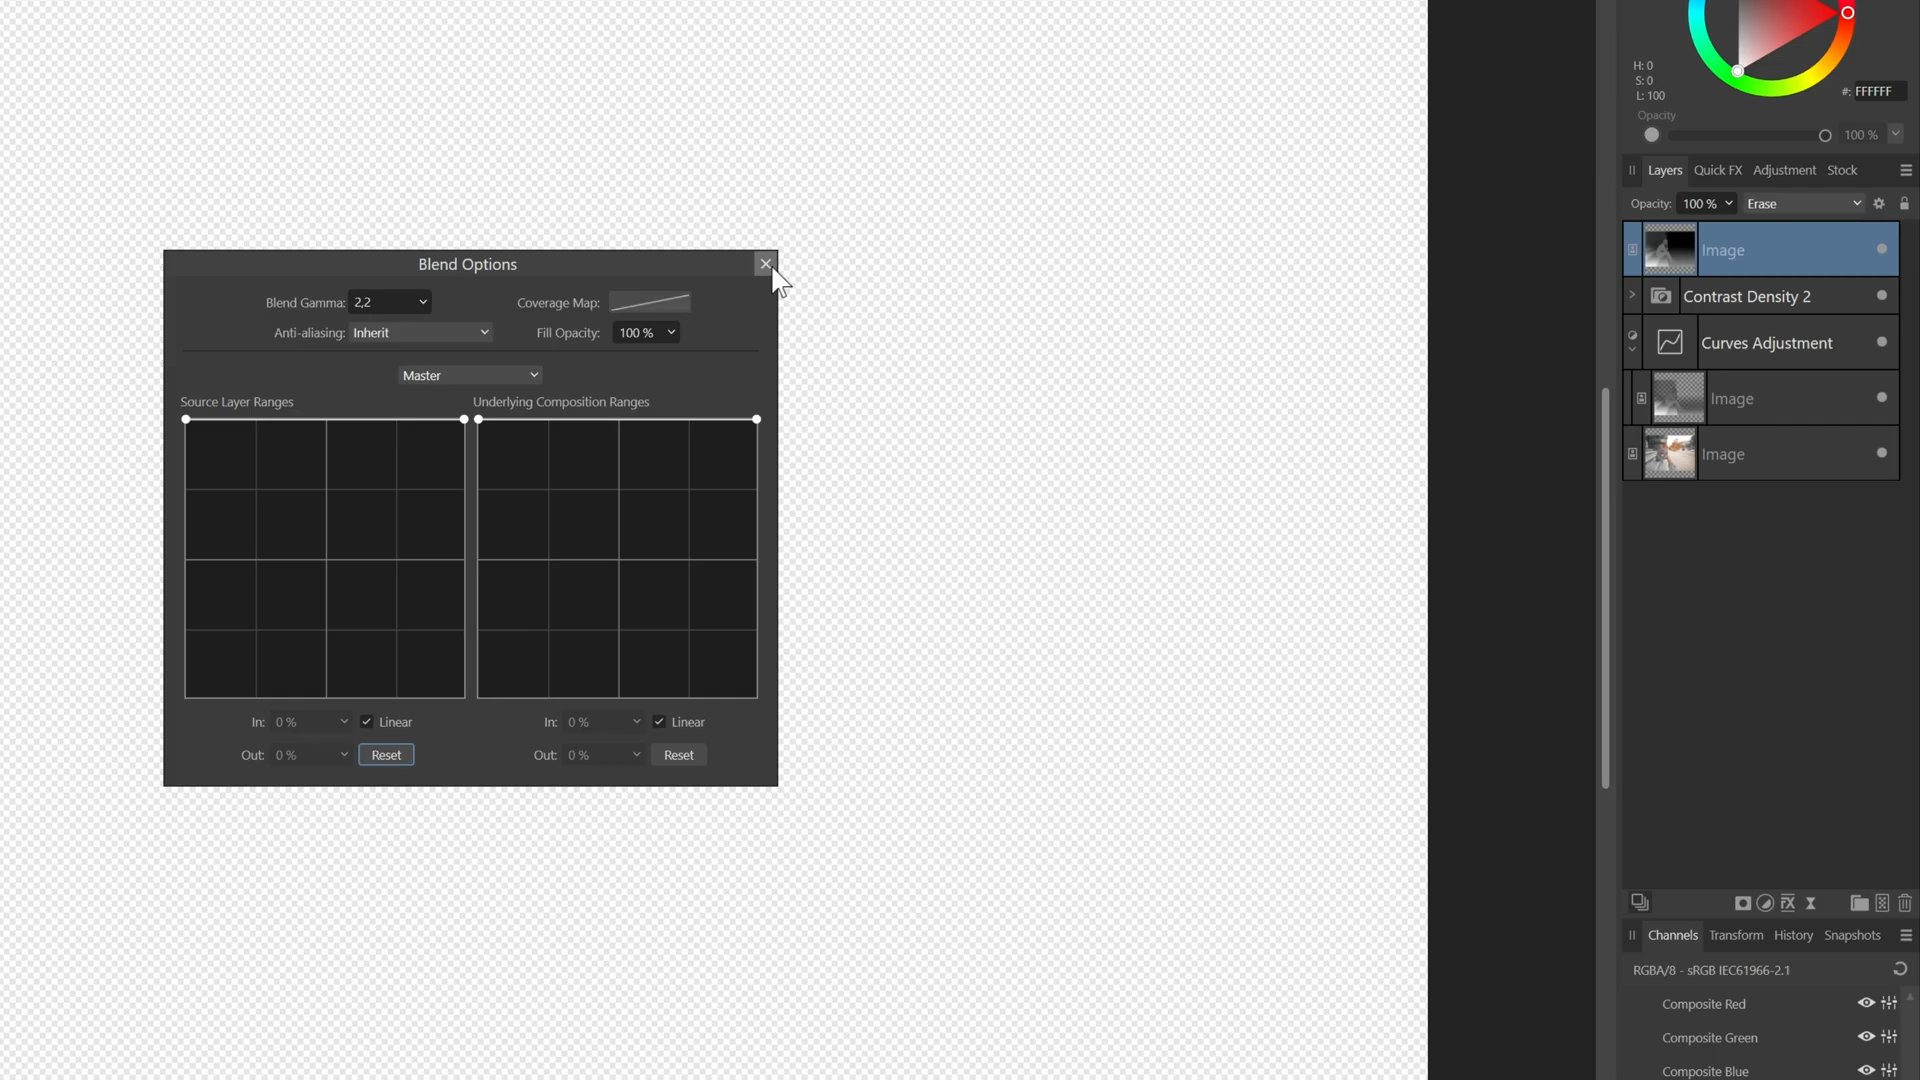 H: 0
S: 0
L: 100
#: FFFFFF
Opacity
100 %
Layers Quick FX Adjustment Stock
Opacity: 100 % Erase
Image
Contrast Density 2
Curves Adjustment
Image
Image
Blend Options
Blend Gamma: 2,2 Coverage Map:
Anti-aliasing: Inherit Fill Opacity: 100 %
Master
Source Layer Ranges Underlying Composition Ranges
In: 0 % Linear In: 0 % Linear
Out: 0 % Reset Out: 0 % Reset
Channels Transform History Snapshots
RGBA/8 - sRGB IEC61966-2.1
Composite Red
Composite Green
Composite Blue